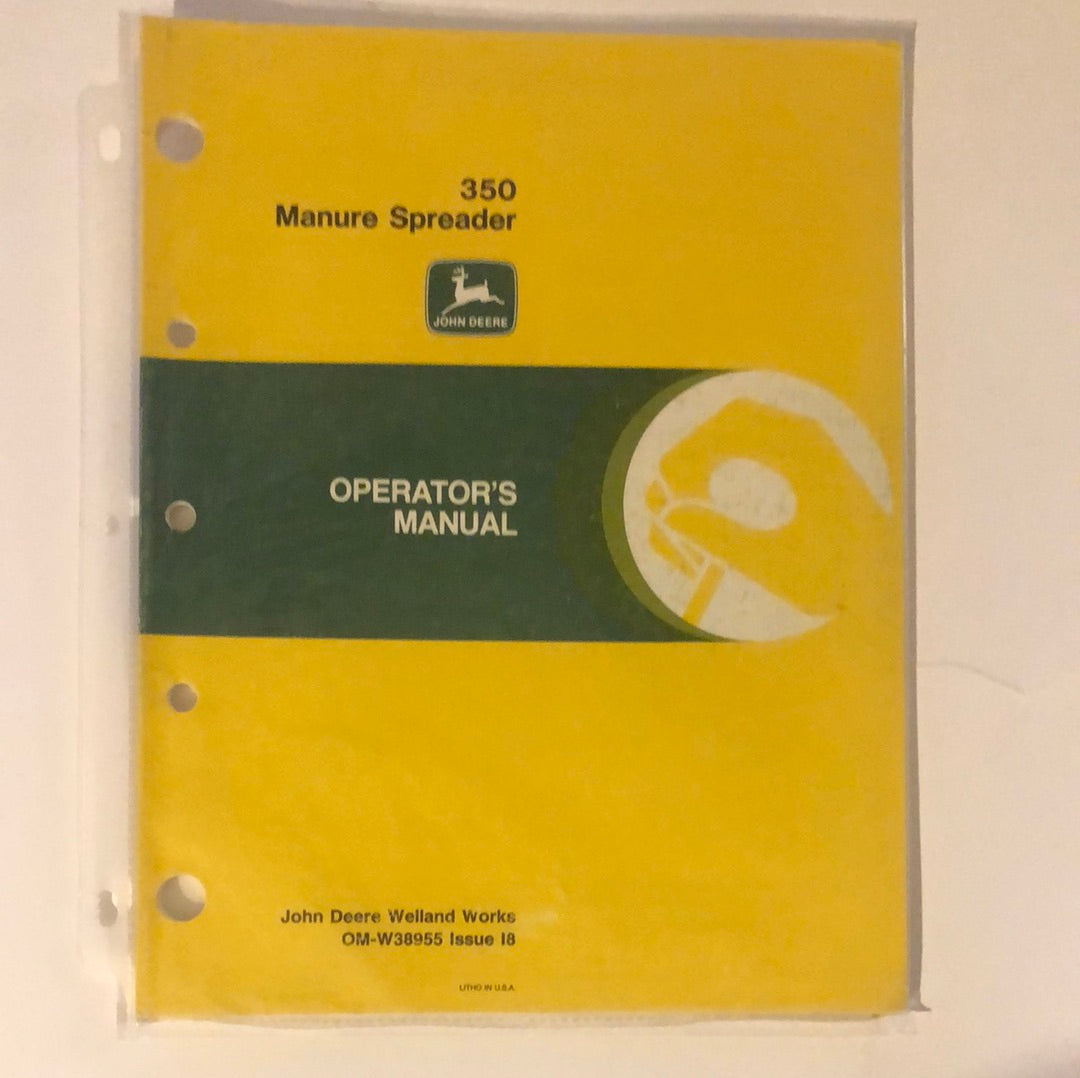 350
Manure Spreader
JOHN DEERE
OPERATOR'S
MANUAL
John Deere Welland Works
OM-W38955 Issue I8
LITHO IN U.S.A.